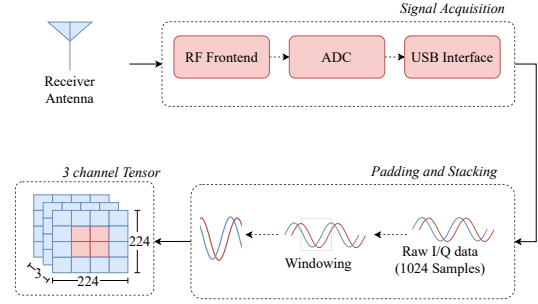 Signal Acquisition
RF Frontend
ADC
USB Interface
Receiver
Antenna
3 channel Tensor
Padding and Stacking
224
3
224
Windowing
Raw I/Q data
(1024 Samples)